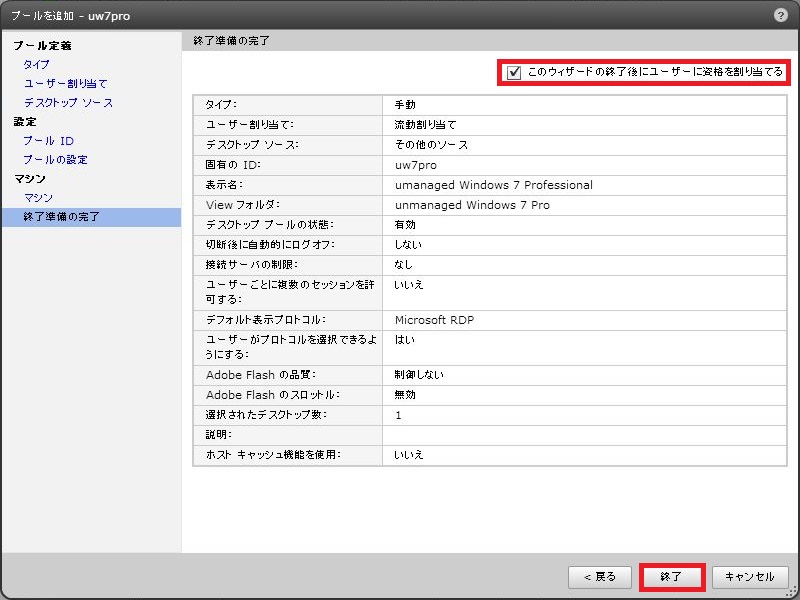 プールを追加 - uw7pro
?
プール定義
タイプ
ユーザー割り当て
デスクトップ ソース
設定
プール ID
プールの設定
マシン
マシン
終了準備の完了
終了準備の完了
このウィザードの終了後にユーザーに資格を割り当てる
タイプ: 手動
ユーザー割り当て: 流動割り当て
デスクトップ ソース: その他のソース
固有の ID: uw7pro
表示名: umanaged Windows 7 Professional
View フォルダ: unmanaged Windows 7 Pro
デスクトップ プールの状態: 有効
切断後に自動的にログオフ: しない
接続サーバの制限: なし
ユーザーごとに複数のセッションを許 いいえ
可する:
デフォルト表示プロトコル: Microsoft RDP
ユーザーがプロトコルを選択できるよ はい
うにする:
Adobe Flash の品質: 制御しない
Adobe Flash のスロットル: 無効
選択されたデスクトップ数: 1
説明:
ホスト キャッシュ機能を使用: いいえ
< 戻る
終了
キャンセル